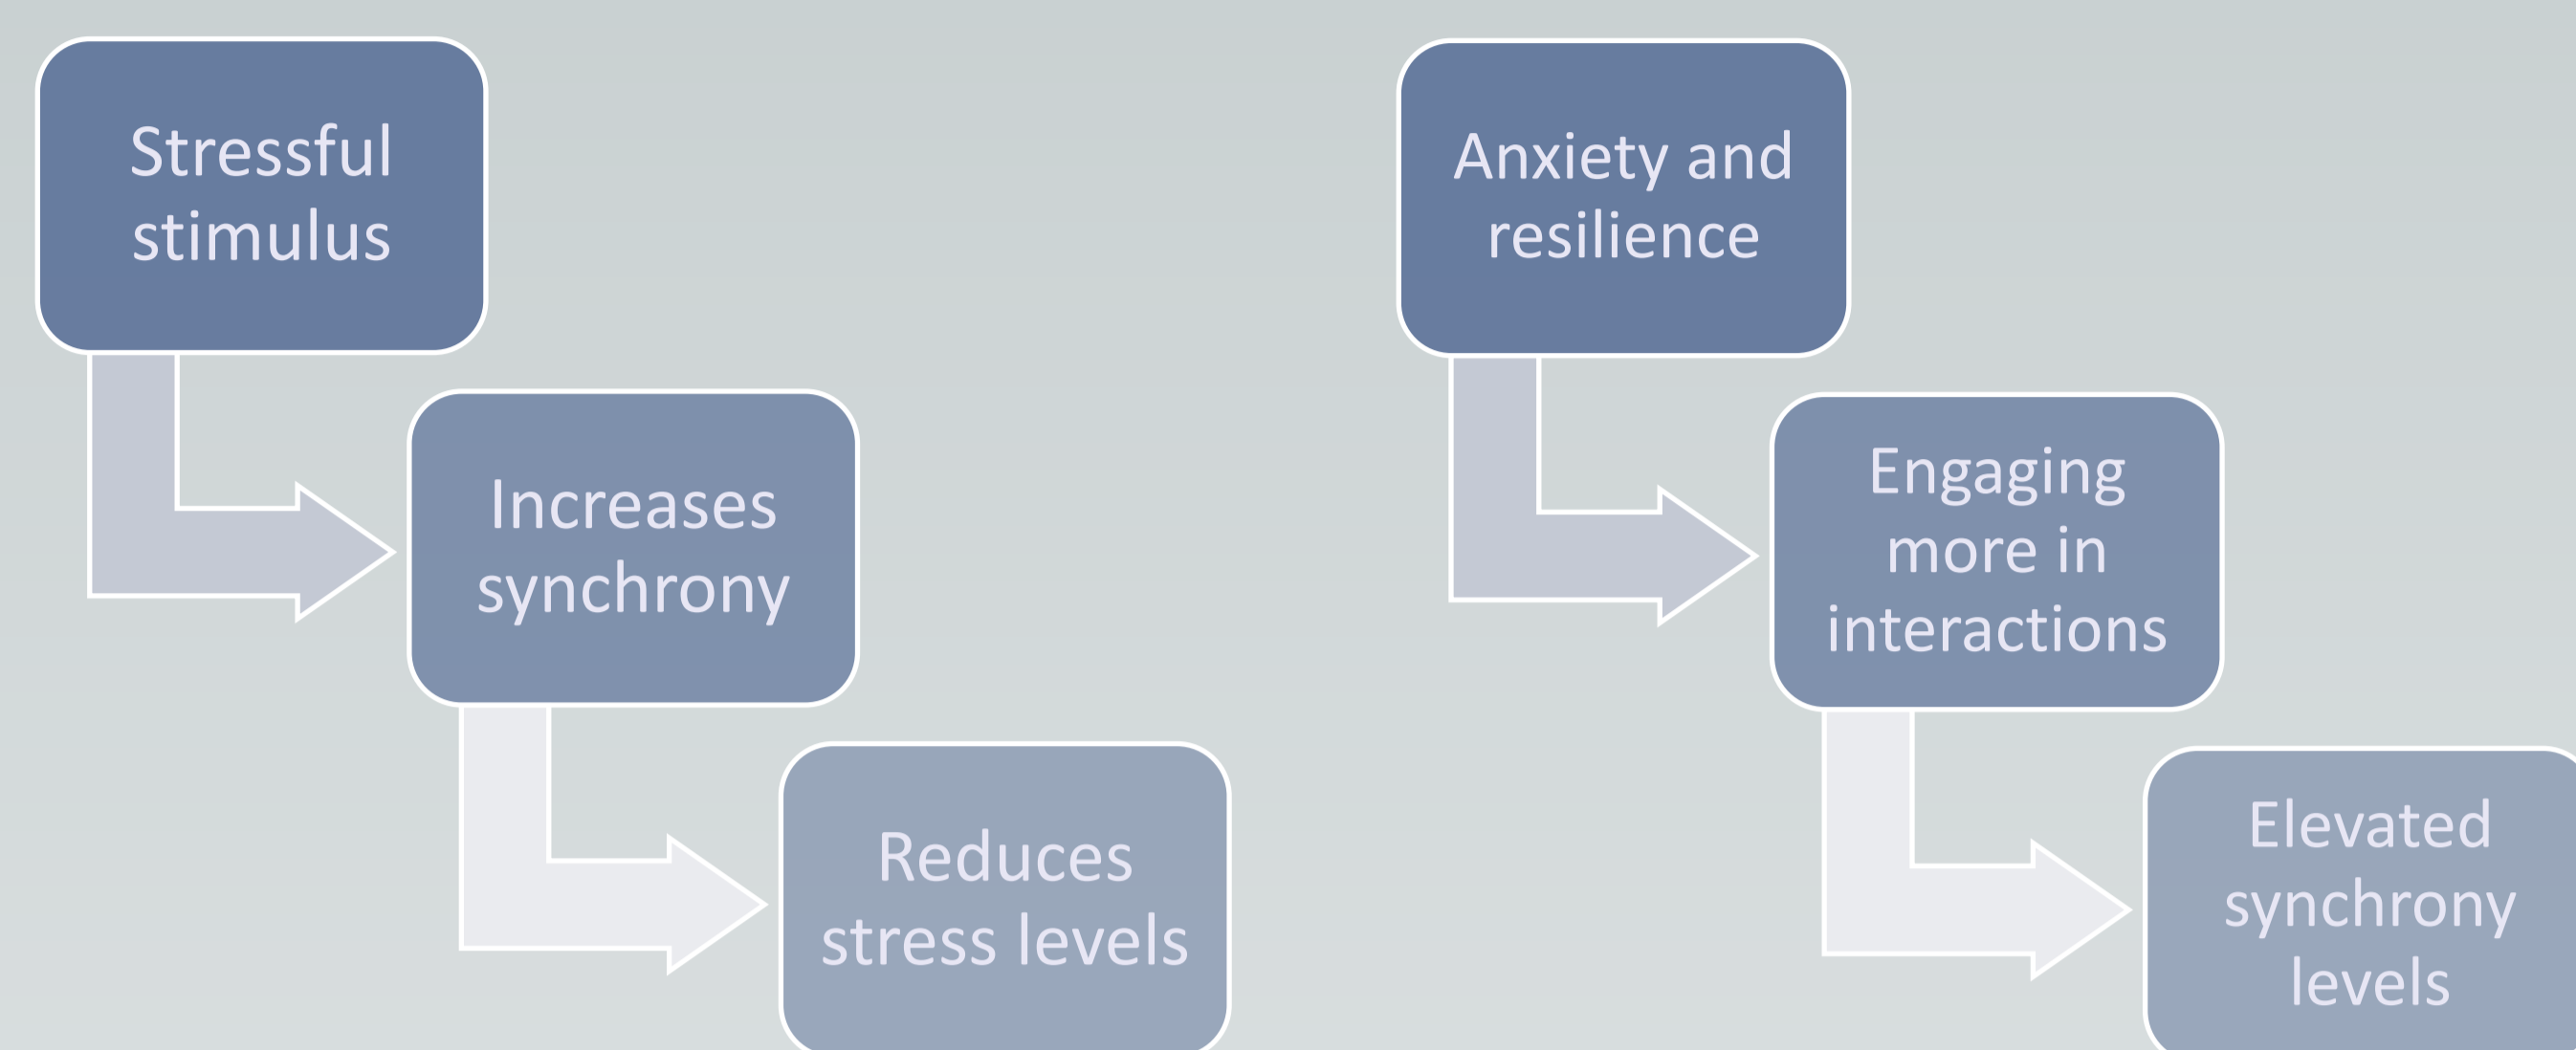 Stressful
stimulus
Increases
synchrony
Reduces
stress levels
Anxiety and
resilience
Engaging
more in
interactions
Elevated
synchrony
levels